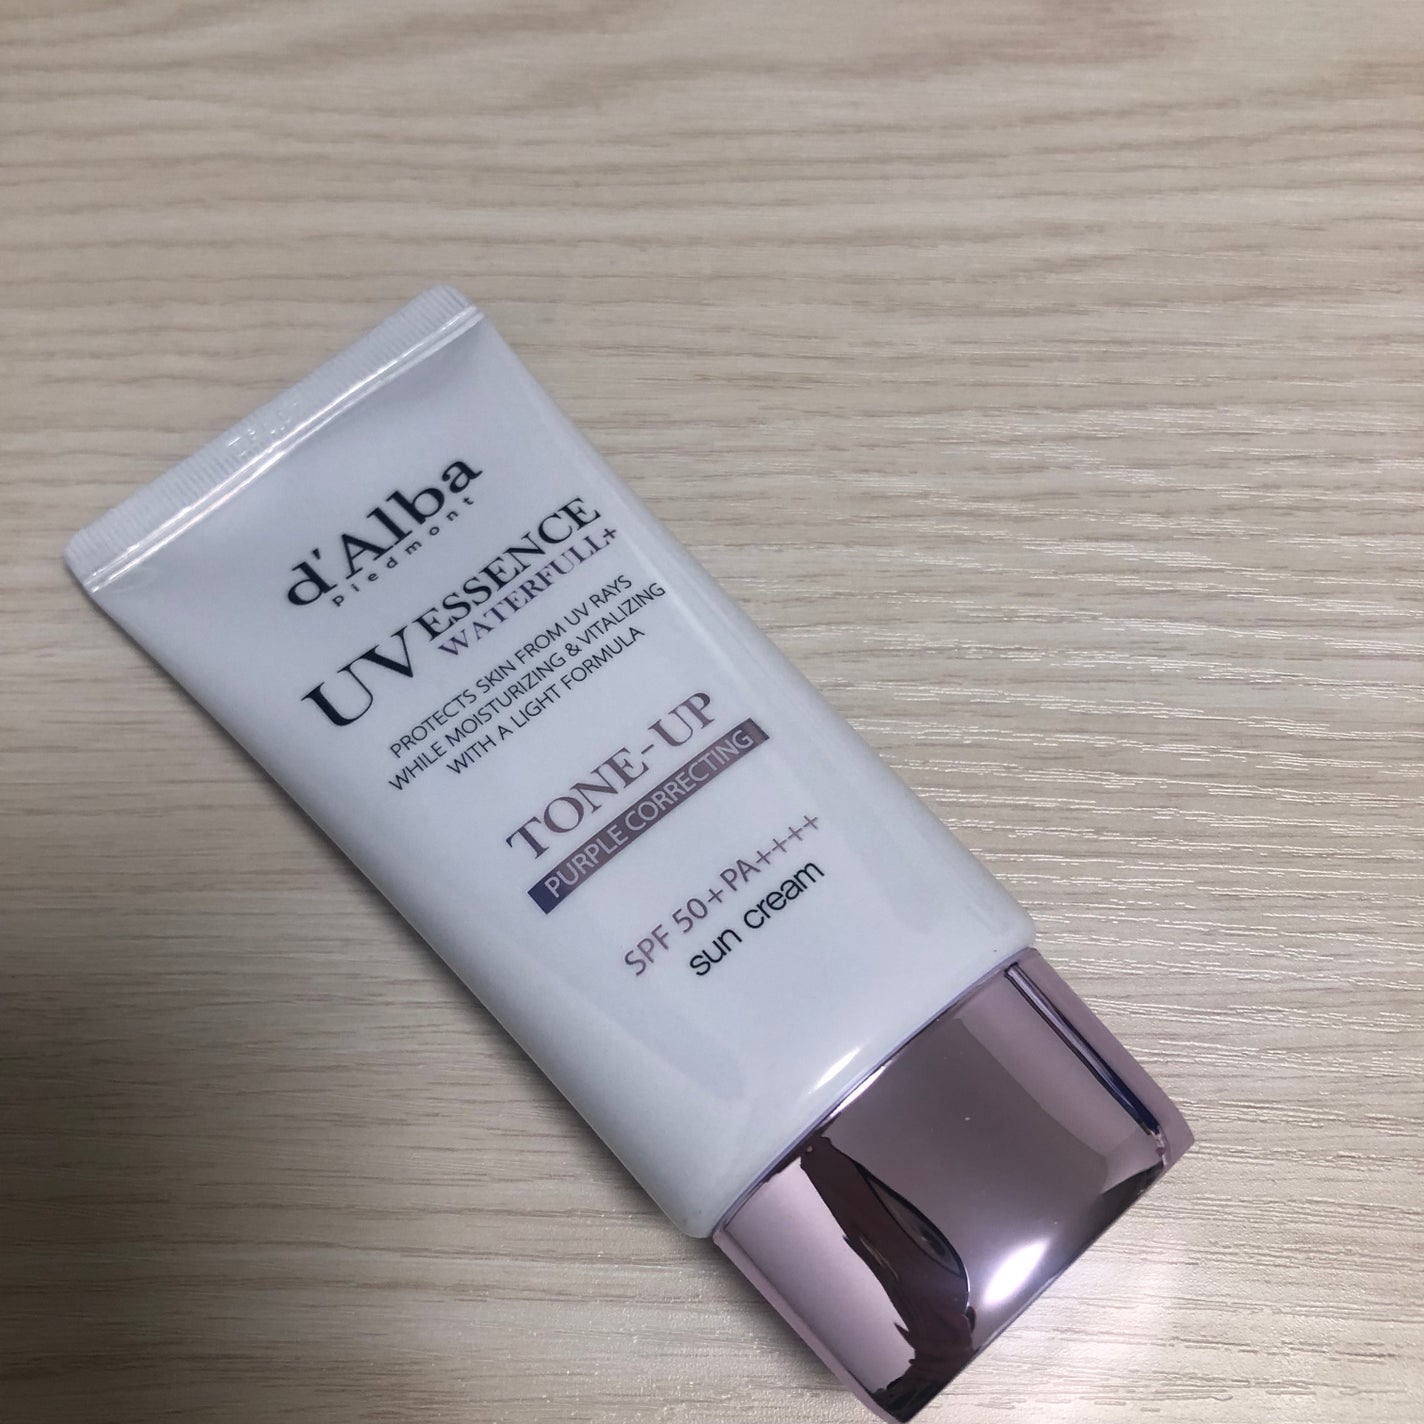 d'Alba
piedmont
UV ESSENCE
WATERFULL+
PROTECTS SKIN FROM UV RAYS
WHILE MOISTURIZING & VITALIZING
WITH A LIGHT FORMULA
TONE-UP
PURPLE CORRECTING
SPF 50+ PA++++
sun cream